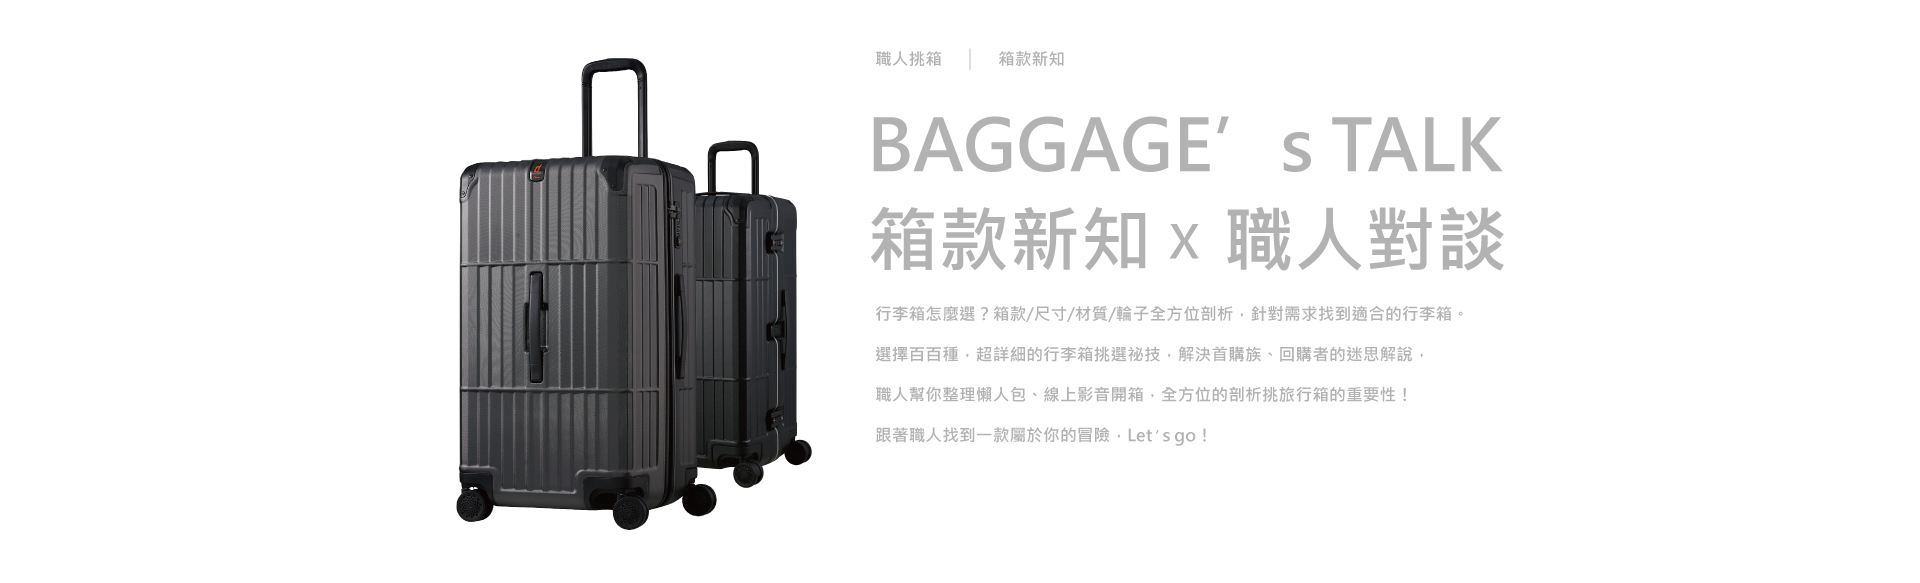 職人挑箱 │ 箱款新知
BAGGAGE′s TALK
箱款新知 x 職人對談
行李箱怎麼選？箱款/尺寸/材質/輪子全方位剖析，針對需求找到適合的行李箱。
選擇百百種，超詳細的行李箱挑選祕技，解決首購族、回購者的迷思解說，
職人幫你整理懶人包、線上影音開箱，全方位的剖析挑旅行箱的重要性！
跟著職人找到一款屬於你的冒險，Let′s go！